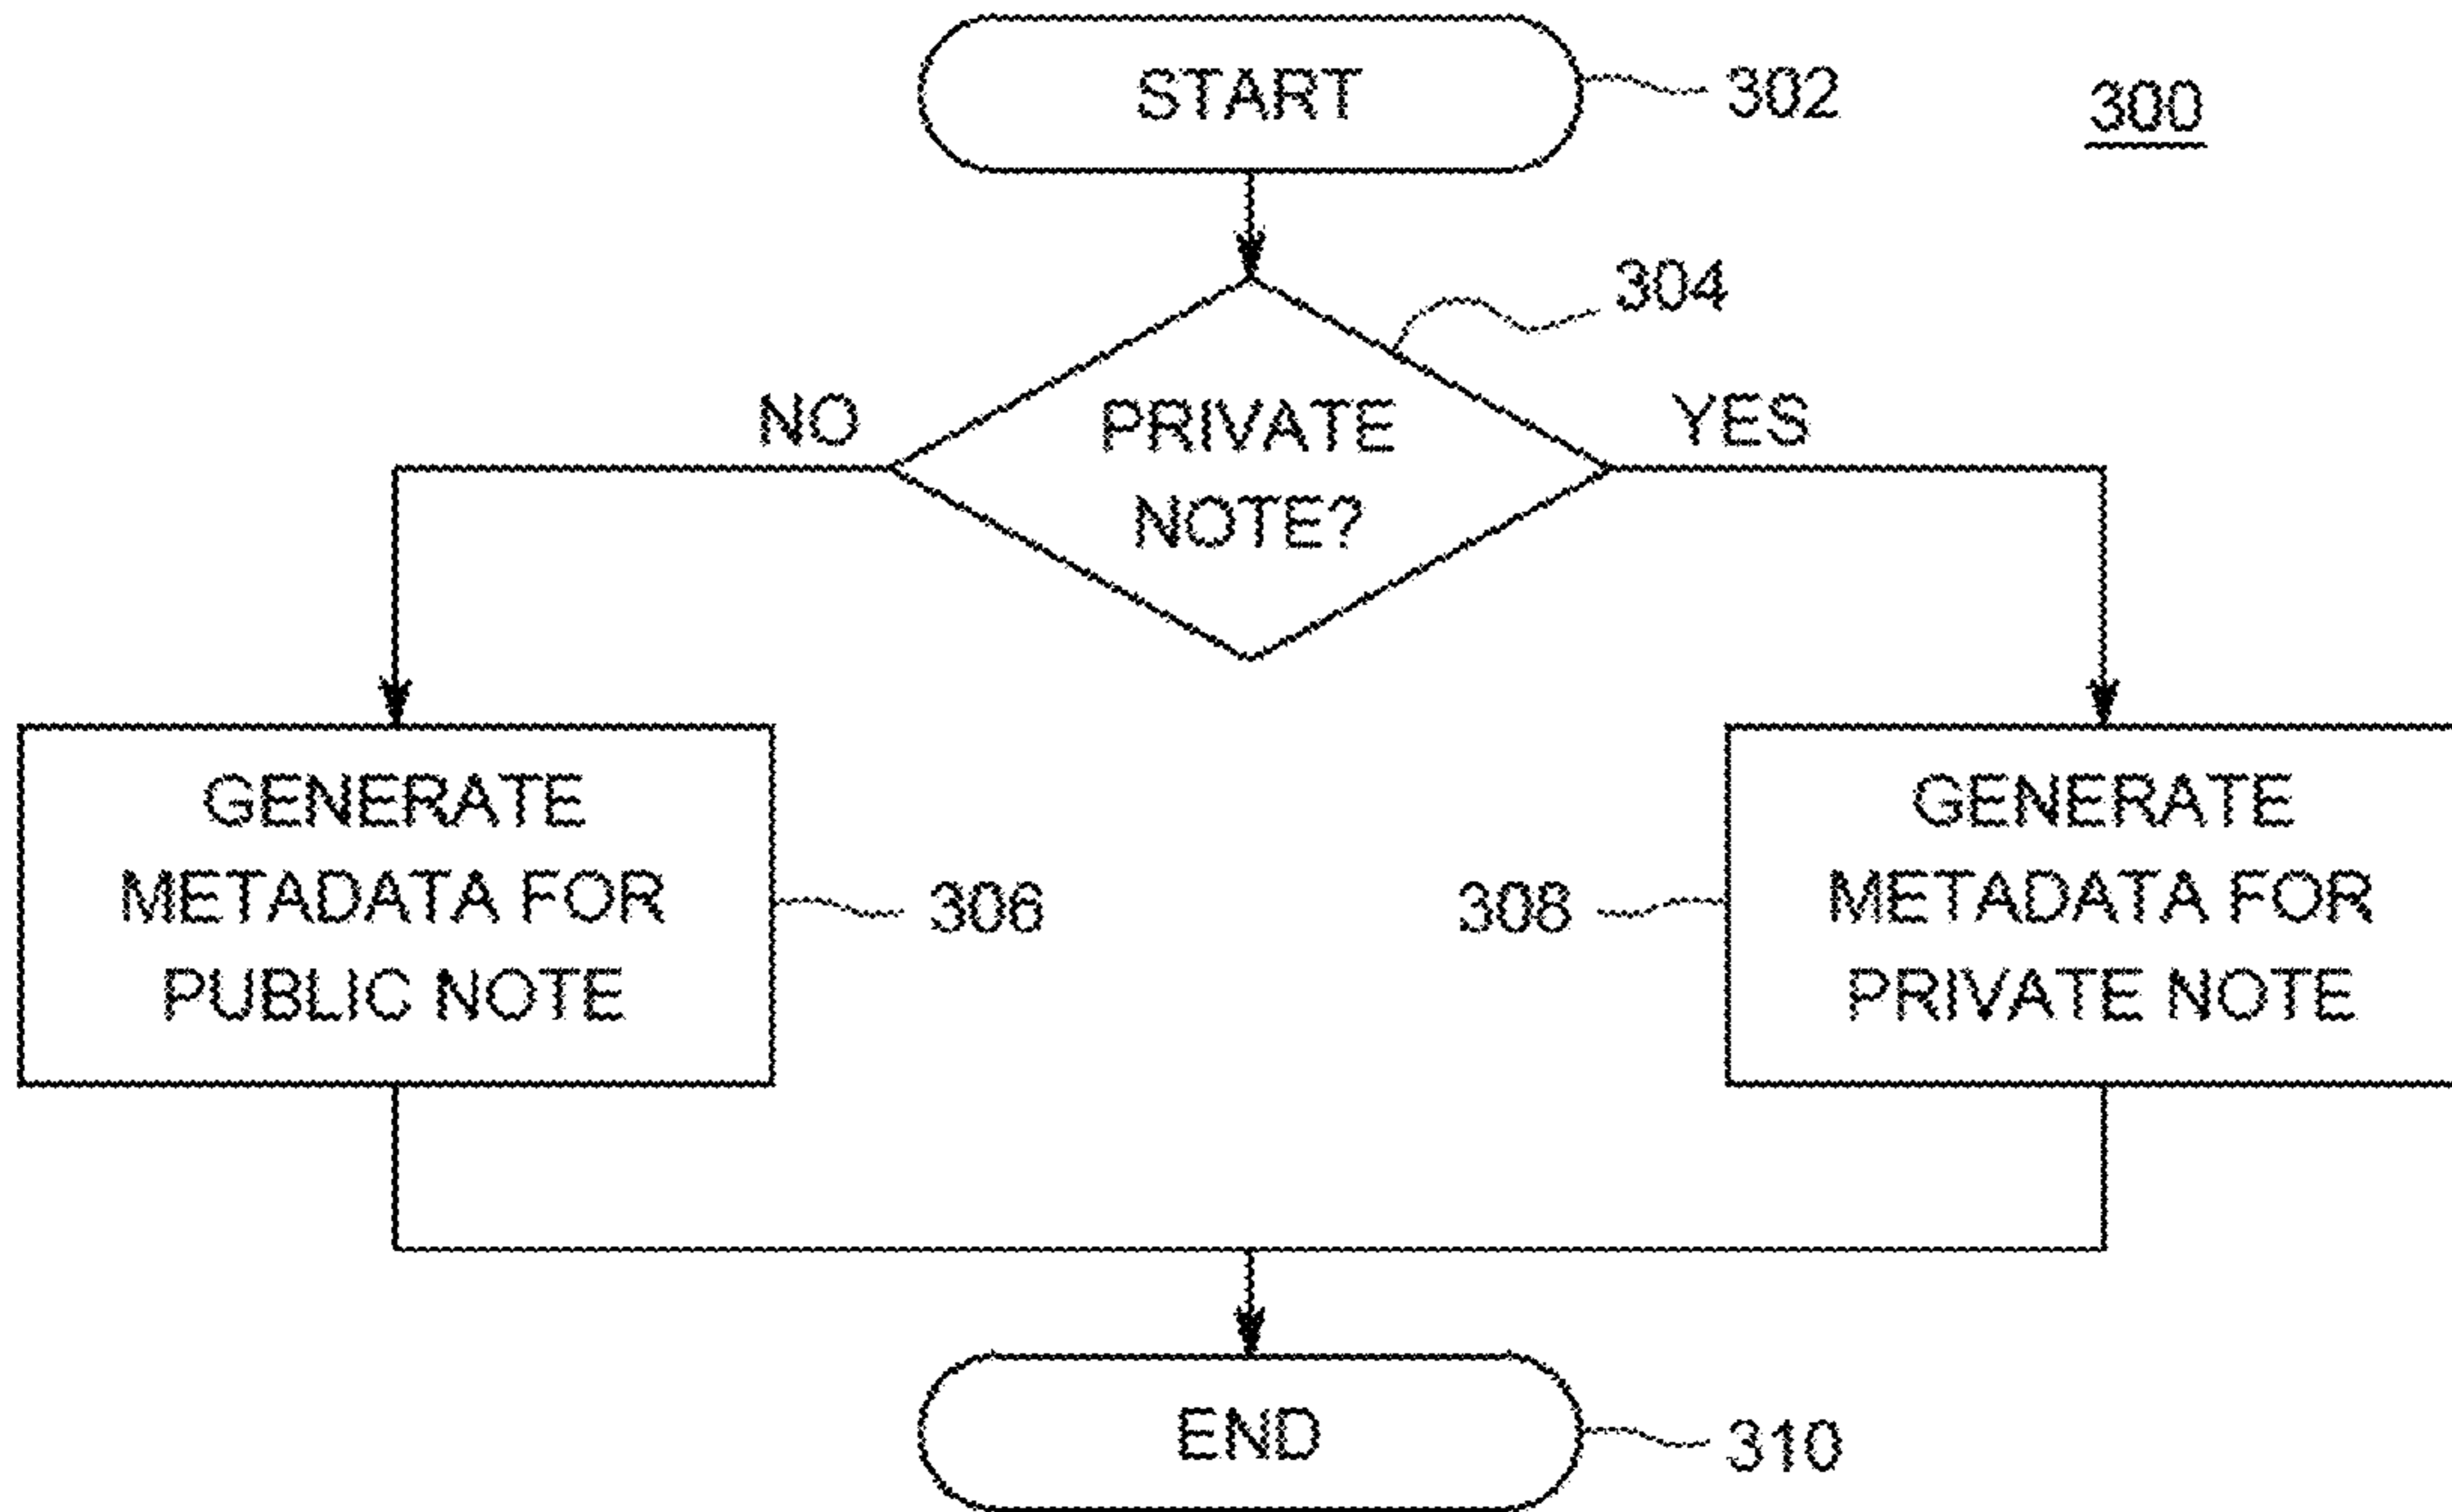 START
302
300
304
NO
PRIVATE
NOTE?
YES
GENERATE
METADATA FOR
PUBLIC NOTE
306
308
GENERATE
METADATA FOR
PRIVATE NOTE
END
310